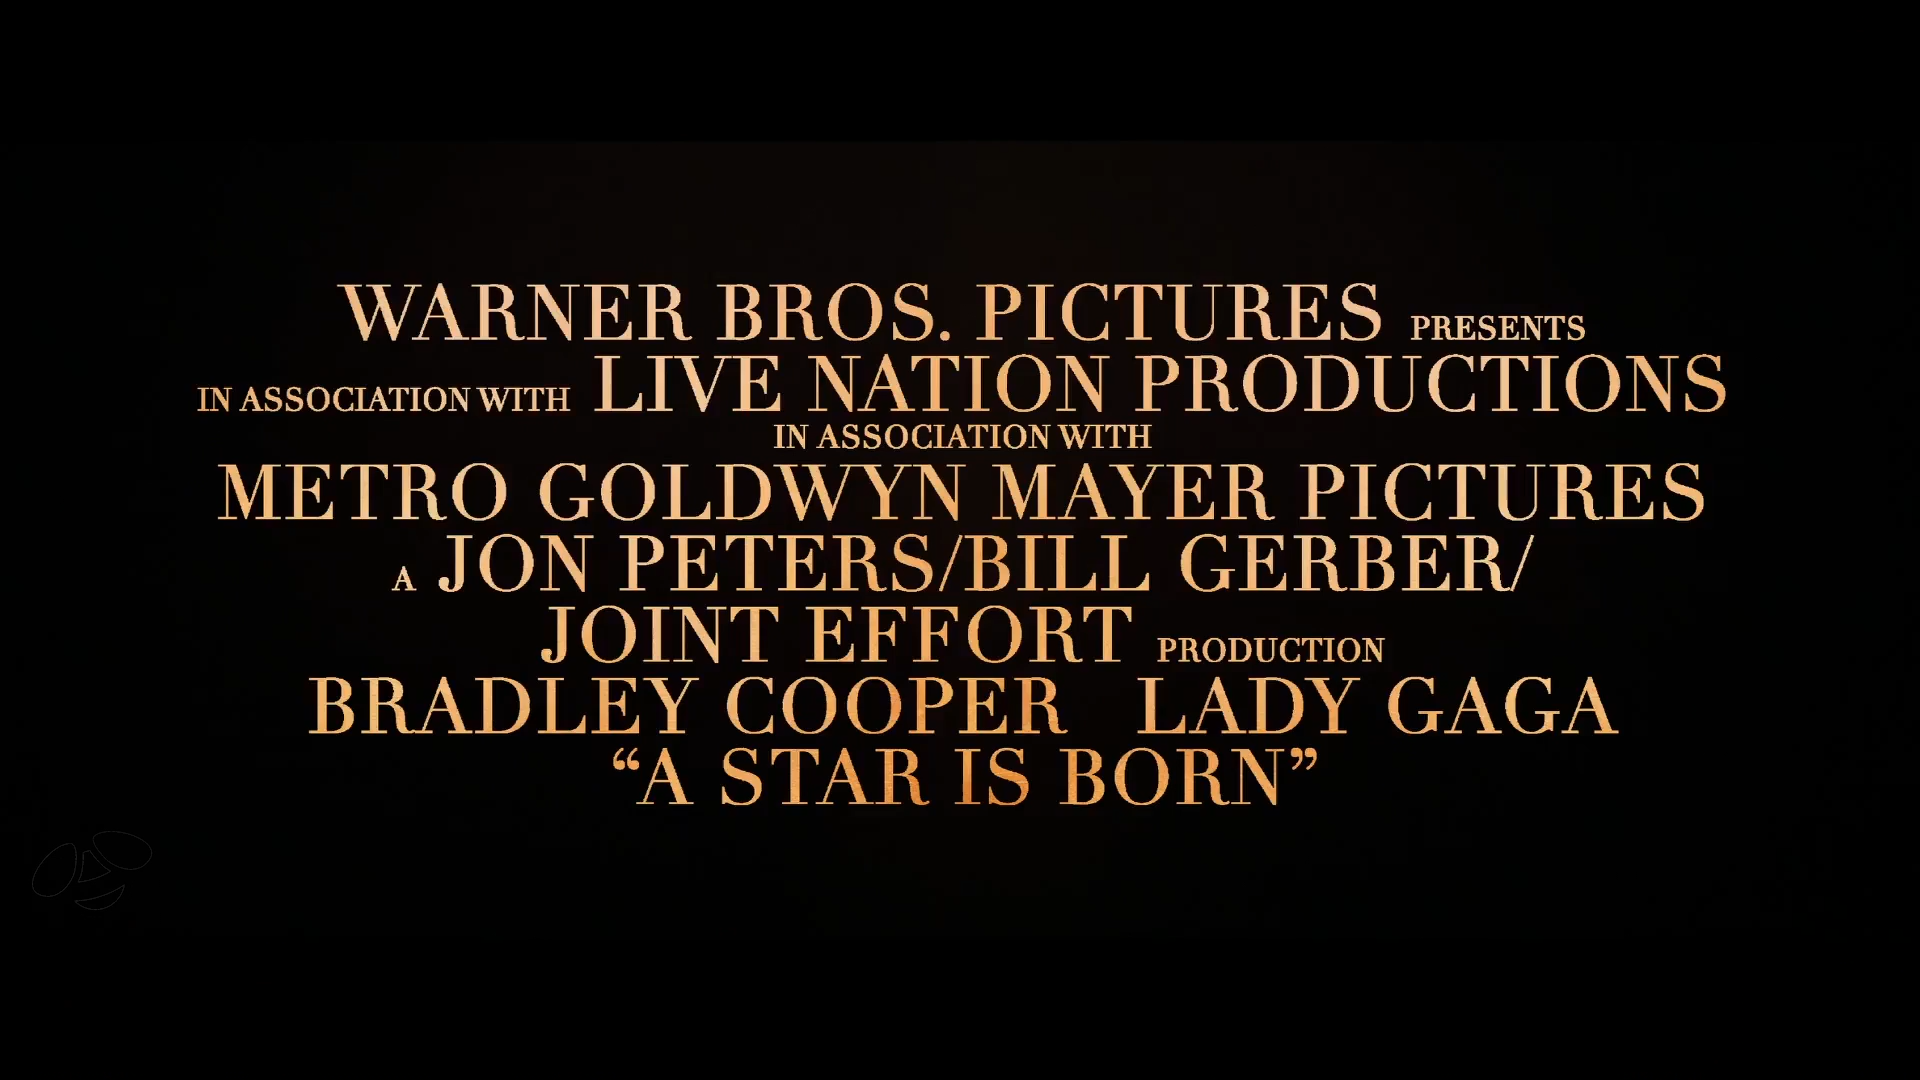 WARNER BROS. PICTURES PRESENTS
IN ASSOCIATION WITH LIVE NATION PRODUCTIONS
IN ASSOCIATION WITH
METRO GOLDWYN MAYER PICTURES
A JON PETERS/BILL GERBER/
JOINT EFFORT PRODUCTION
BRADLEY COOPER LADY GAGA
“A STAR IS BORN”